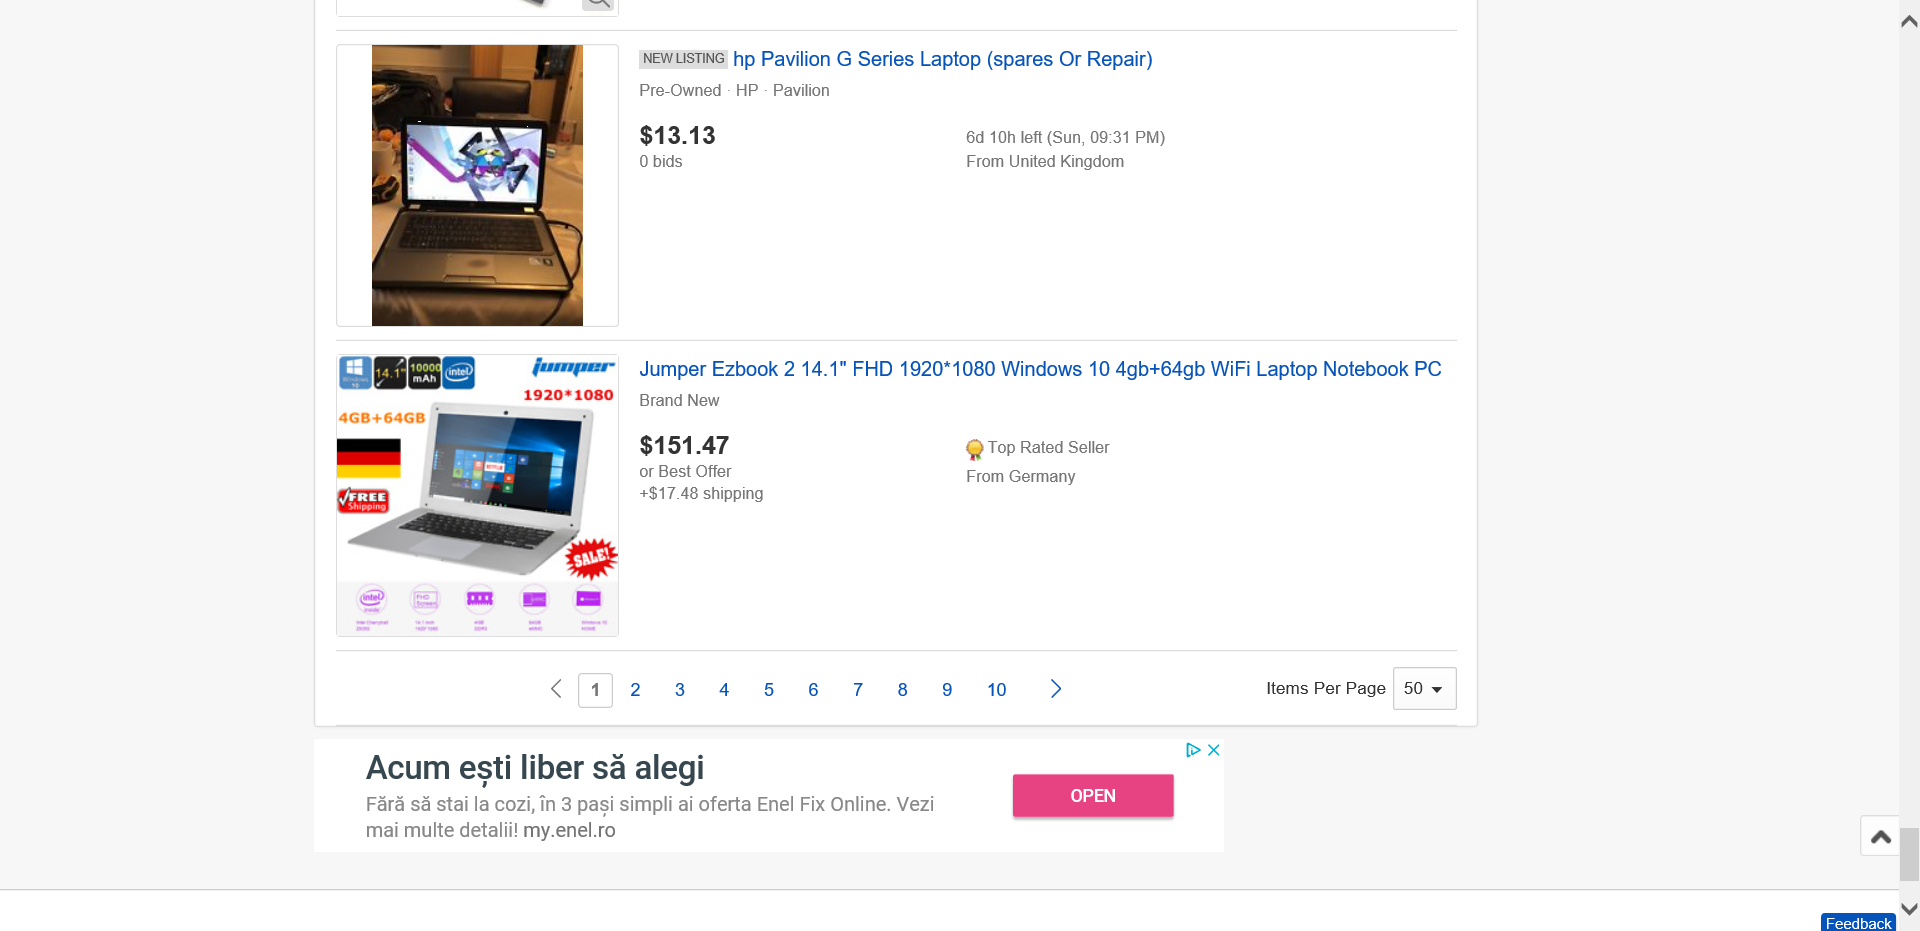 NEW LISTING hp Pavilion G Series Laptop (spares Or Repair)
Pre-Owned · HP · Pavilion
$13.13
0 bids
6d 10h left (Sun, 09:31 PM)
From United Kingdom
14.1"
10000
mAh
intel
jumper
1920*1080
4GB+64GB
FREE
Shipping
SALE!
intel
FHD
Screen
Jumper Ezbook 2 14.1" FHD 1920*1080 Windows 10 4gb+64gb WiFi Laptop Notebook PC
Brand New
$151.47
or Best Offer
+$17.48 shipping
Top Rated Seller
From Germany
1 2 3 4 5 6 7 8 9 10
Items Per Page 50
Acum ești liber să alegi
Fără să stai la cozi, în 3 pași simpli ai oferta Enel Fix Online. Vezi
mai multe detalii! my.enel.ro
OPEN
Feedback